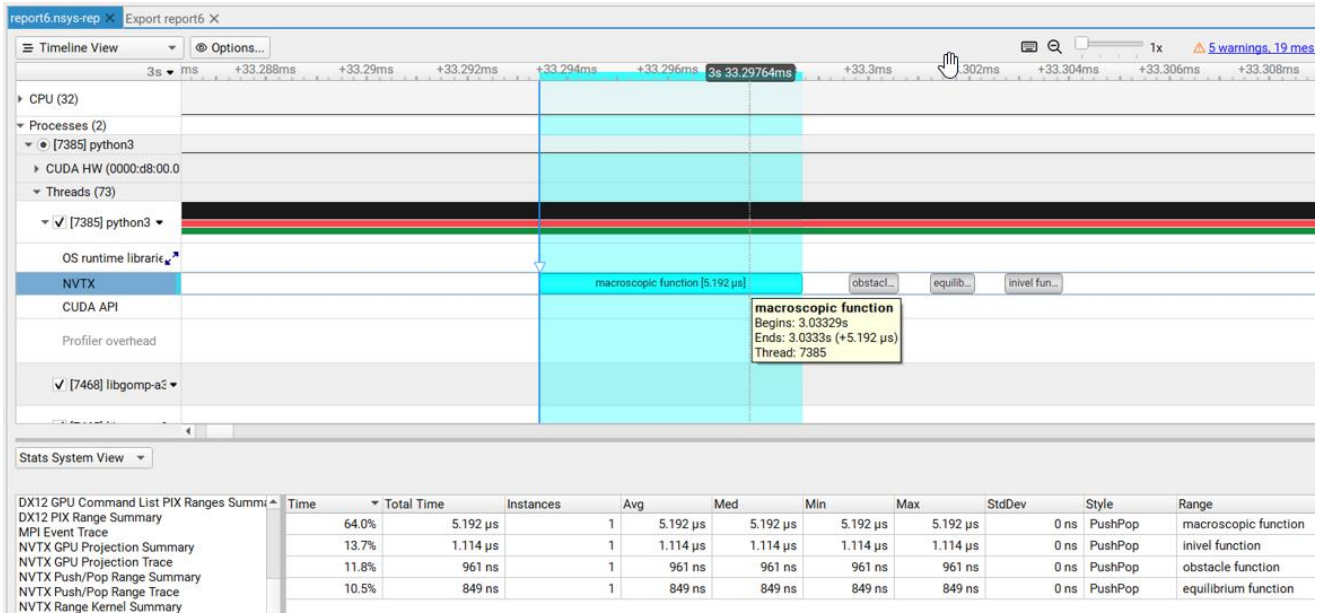 report6.nsys-rep × Export report6 ×
Timeline View Options... 1x 5 warnings, 19 mes
3s ms +33.288ms +33.29ms +33.292ms +33.294ms +33.296ms 3s 33.29764ms +33.3ms .302ms +33.304ms +33.306ms +33.308ms
CPU (32)
Processes (2)
[7385] python3
CUDA HW (0000:d8:00.0
Threads (73)
[7385] python3
OS runtime librarie
NVTX macroscopic function [5.192 µs] obstacl... equilib... inivel fun...
CUDA API
macroscopic function
Begins: 3.03329s
Ends: 3.0333s (+5.192 µs)
Thread: 7385
Profiler overhead
[7468] libgomp-a3
Stats System View
DX12 GPU Command List PIX Ranges Summa
DX12 PIX Range Summary
MPI Event Trace
NVTX GPU Projection Summary
NVTX GPU Projection Trace
NVTX Push/Pop Range Summary
NVTX Push/Pop Range Trace
NVTX Range Kernel Summary
Time Total Time Instances Avg Med Min Max StdDev Style Range
64.0% 5.192 µs 1 5.192 µs 5.192 µs 5.192 µs 5.192 µs 0 ns PushPop macroscopic function
13.7% 1.114 µs 1 1.114 µs 1.114 µs 1.114 µs 1.114 µs 0 ns PushPop inivel function
11.8% 961 ns 1 961 ns 961 ns 961 ns 961 ns 0 ns PushPop obstacle function
10.5% 849 ns 1 849 ns 849 ns 849 ns 849 ns 0 ns PushPop equilibrium function